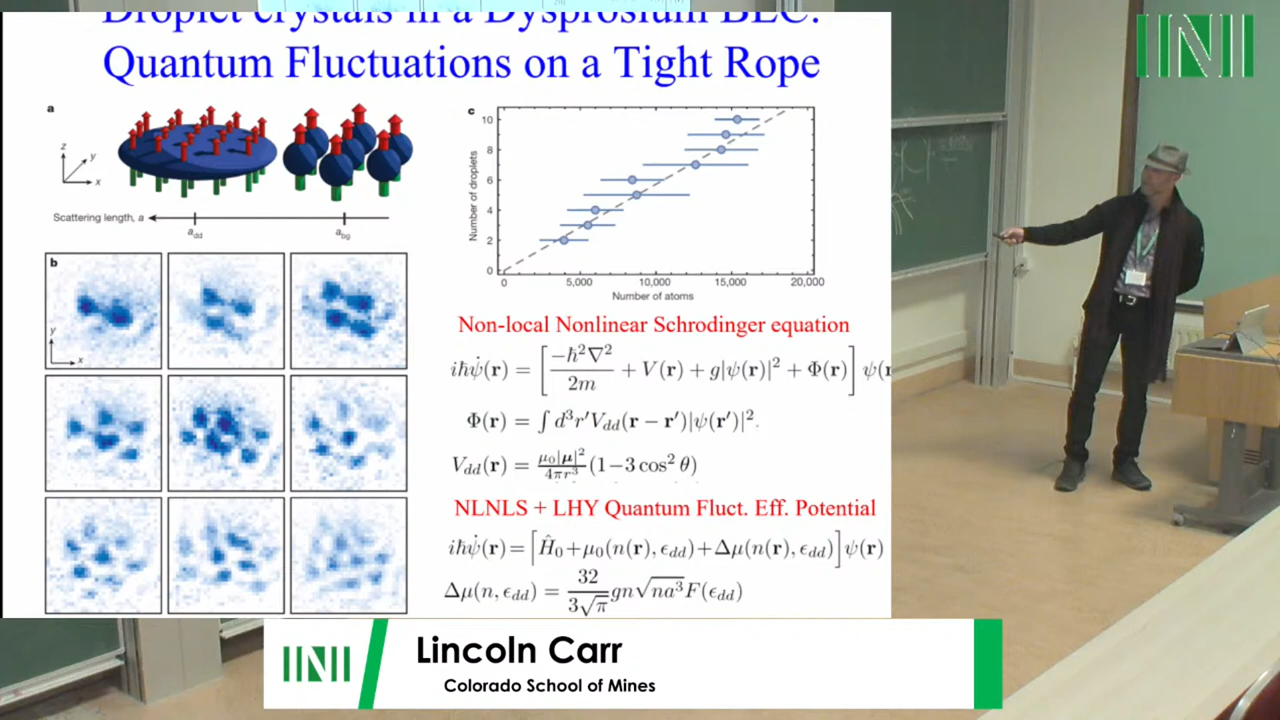 Droplet crystals in a Dysprosium BEC:
Quantum Fluctuations on a Tight Rope
a
z
y
x
Scattering length, a
a_dd
a_bg
b
y
x
c
Number of droplets
10
8
6
4
2
0
0
5,000
10,000
15,000
20,000
Number of atoms
Non-local Nonlinear Schrodinger equation
iħψ̇(r) = [−ħ²∇²/2m + V(r) + g|ψ(r)|² + Φ(r)] ψ(r
Φ(r) = ∫ d³r′V_dd(r − r′)|ψ(r′)|².
V_dd(r) = μ₀|μ|²/4πr³ (1−3 cos² θ)
NLNLS + LHY Quantum Fluct. Eff. Potential
iħψ̇(r) = [Ĥ₀+μ₀(n(r), ϵ_dd)+Δμ(n(r), ϵ_dd)]ψ(r)
Δμ(n, ϵ_dd) = 32/3√π gn√na³F(ϵ_dd)
INI
INI
Lincoln Carr
Colorado School of Mines